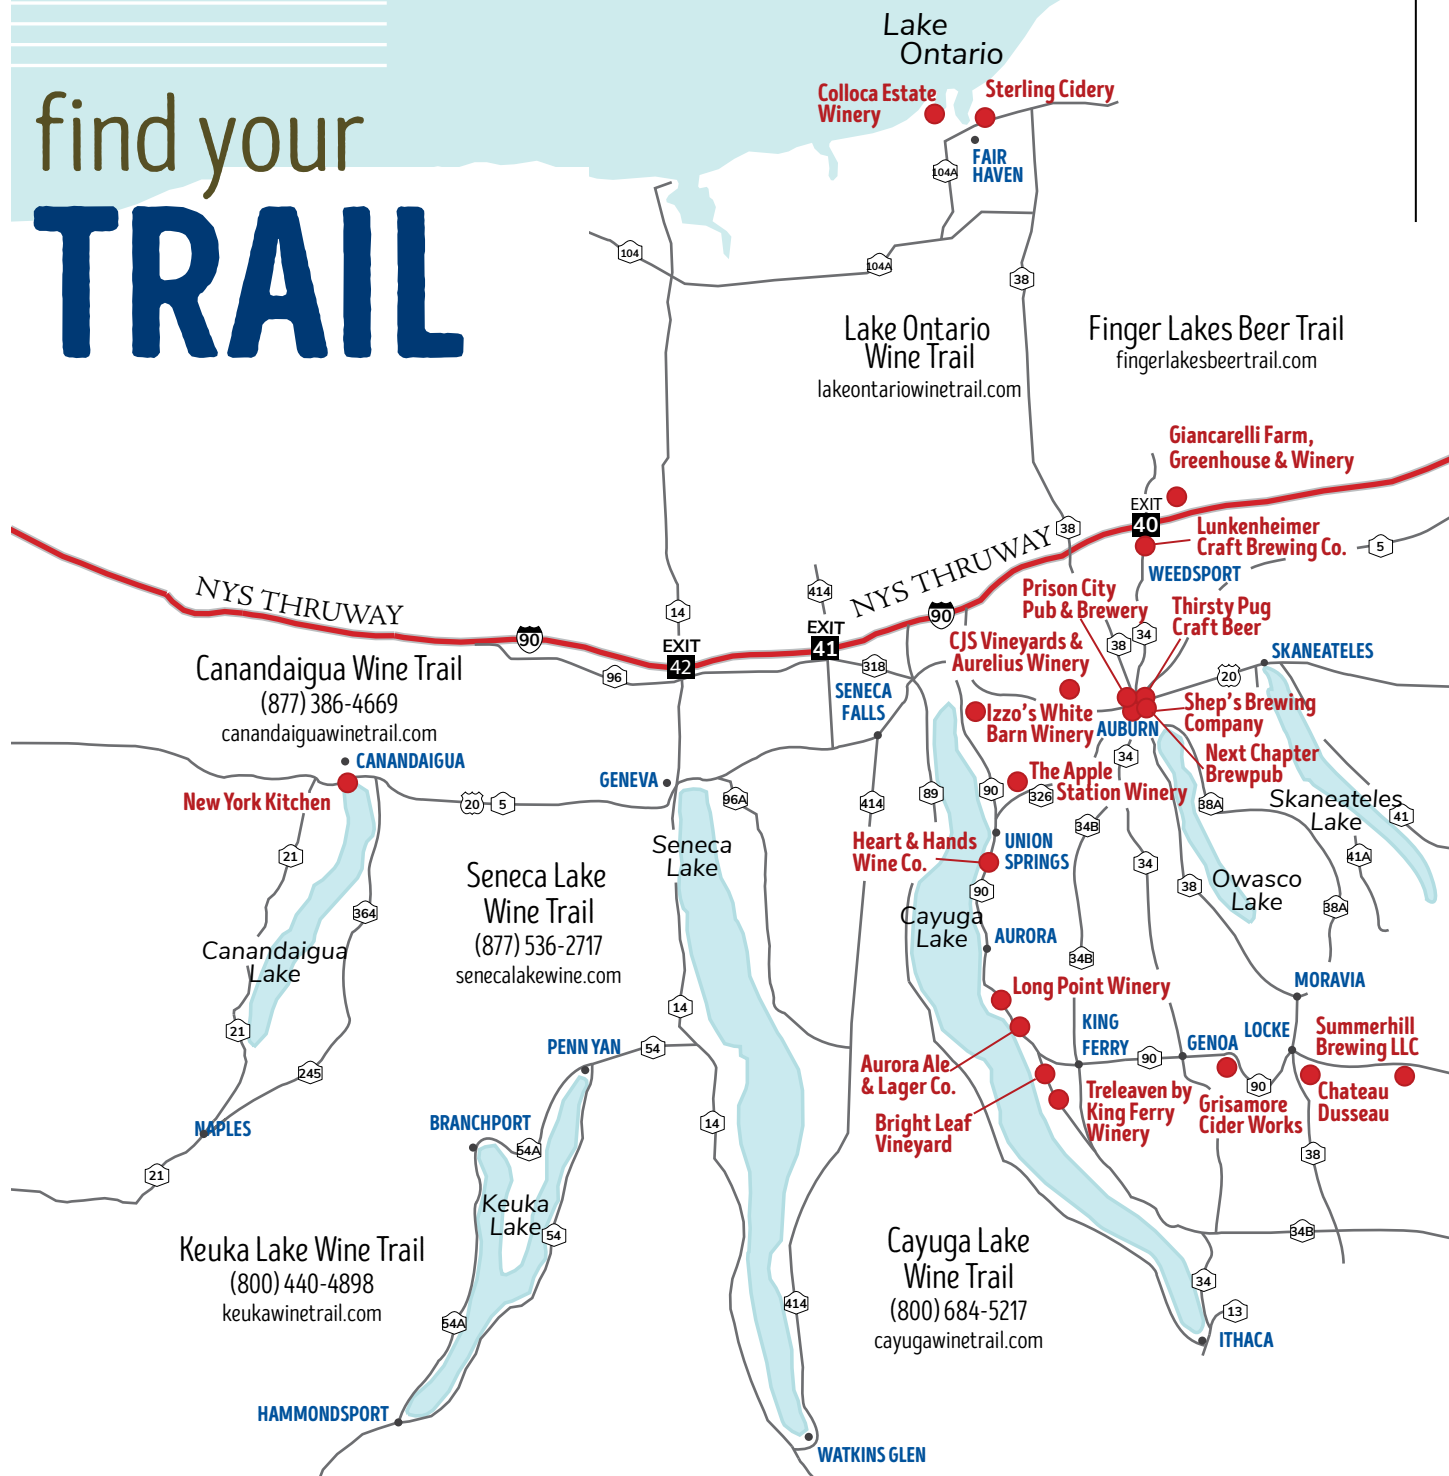 find your
TRAIL
Lake
Ontario
Colloca Estate
Winery
Sterling Cidery
FAIR
HAVEN
104A
104
104A
38
Lake Ontario
Wine Trail
lakeontariowinetrail.com
Finger Lakes Beer Trail
fingerlakesbeertrail.com
Giancarelli Farm,
Greenhouse & Winery
EXIT
40
38
Lunkenheimer
Craft Brewing Co.
5
WEEDSPORT
NYS THRUWAY
NYS THRUWAY
90
90
14
414
EXIT
42
EXIT
41
96
318
Prison City
Pub & Brewery
Thirsty Pug
Craft Beer
38
34
CJS Vineyards &
Aurelius Winery
SKANEATELES
20
SENECA
FALLS
Izzo's White
Barn Winery
AUBURN
Shep's Brewing
Company
34
Next Chapter
Brewpub
Canandaigua Wine Trail
(877) 386-4669
canandaiguawinetrail.com
CANANDAIGUA
New York Kitchen
20
5
GENEVA
96A
414
89
90
The Apple
Station Winery
326
38A
Skaneateles
Lake
41
41A
34B
21
Seneca
Lake
Heart & Hands
Wine Co.
UNION
SPRINGS
34
38
Owasco
Lake
38A
Seneca Lake
Wine Trail
(877) 536-2717
senecalakewine.com
364
90
Cayuga
Lake
AURORA
34B
Canandaigua
Lake
MORAVIA
Long Point Winery
14
21
KING
FERRY
GENOA
LOCKE
Summerhill
Brewing LLC
PENN YAN
54
90
90
Aurora Ale
& Lager Co.
245
Treleaven by
King Ferry
Winery
Grisamore
Cider Works
Chateau
Dusseau
Bright Leaf
Vineyard
NAPLES
BRANCHPORT
54A
14
21
38
Keuka
Lake
54
34B
Keuka Lake Wine Trail
(800) 440-4898
keukawinetrail.com
Cayuga Lake
Wine Trail
(800) 684-5217
cayugawinetrail.com
34
13
414
54A
ITHACA
HAMMONDSPORT
WATKINS GLEN